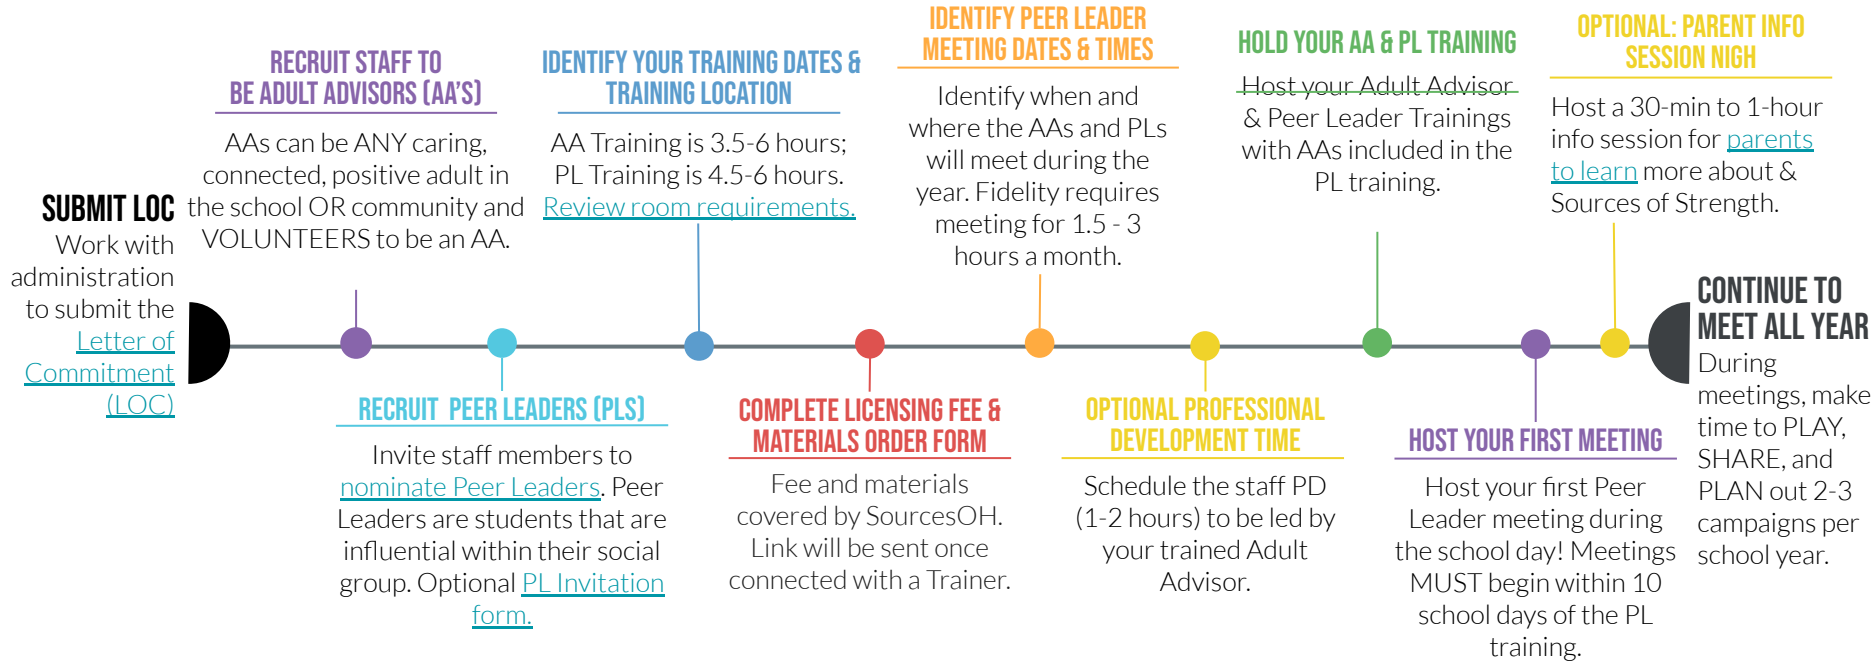 SUBMIT LOC
Work with
administration
to submit the
Letter of
Commitment
(LOC)
RECRUIT STAFF TO
BE ADULT ADVISORS (AA'S)
AAs can be ANY caring,
connected, positive adult in
the school OR community and
VOLUNTEERS to be an AA.
RECRUIT PEER LEADERS (PLS)
Invite staff members to
nominate Peer Leaders. Peer
Leaders are students that are
influential within their social
group. Optional PL Invitation
form.
IDENTIFY YOUR TRAINING DATES &
TRAINING LOCATION
AA Training is 3.5-6 hours;
PL Training is 4.5-6 hours.
Review room requirements.
COMPLETE LICENSING FEE &
MATERIALS ORDER FORM
Fee and materials
covered by SourcesOH.
Link will be sent once
connected with a Trainer.
IDENTIFY PEER LEADER
MEETING DATES & TIMES
Identify when and
where the AAs and PLs
will meet during the
year. Fidelity requires
meeting for 1.5 - 3
hours a month.
OPTIONAL PROFESSIONAL
DEVELOPMENT TIME
Schedule the staff PD
(1-2 hours) to be led by
your trained Adult
Advisor.
HOLD YOUR AA & PL TRAINING
Host your Adult Advisor
& Peer Leader Trainings
with AAs included in the
PL training.
HOST YOUR FIRST MEETING
Host your first Peer
Leader meeting during
the school day! Meetings
MUST begin within 10
school days of the PL
training.
OPTIONAL: PARENT INFO
SESSION NIGH
Host a 30-min to 1-hour
info session for parents
to learn more about &
Sources of Strength.
CONTINUE TO
MEET ALL YEAR
During
meetings, make
time to PLAY,
SHARE, and
PLAN out 2-3
campaigns per
school year.